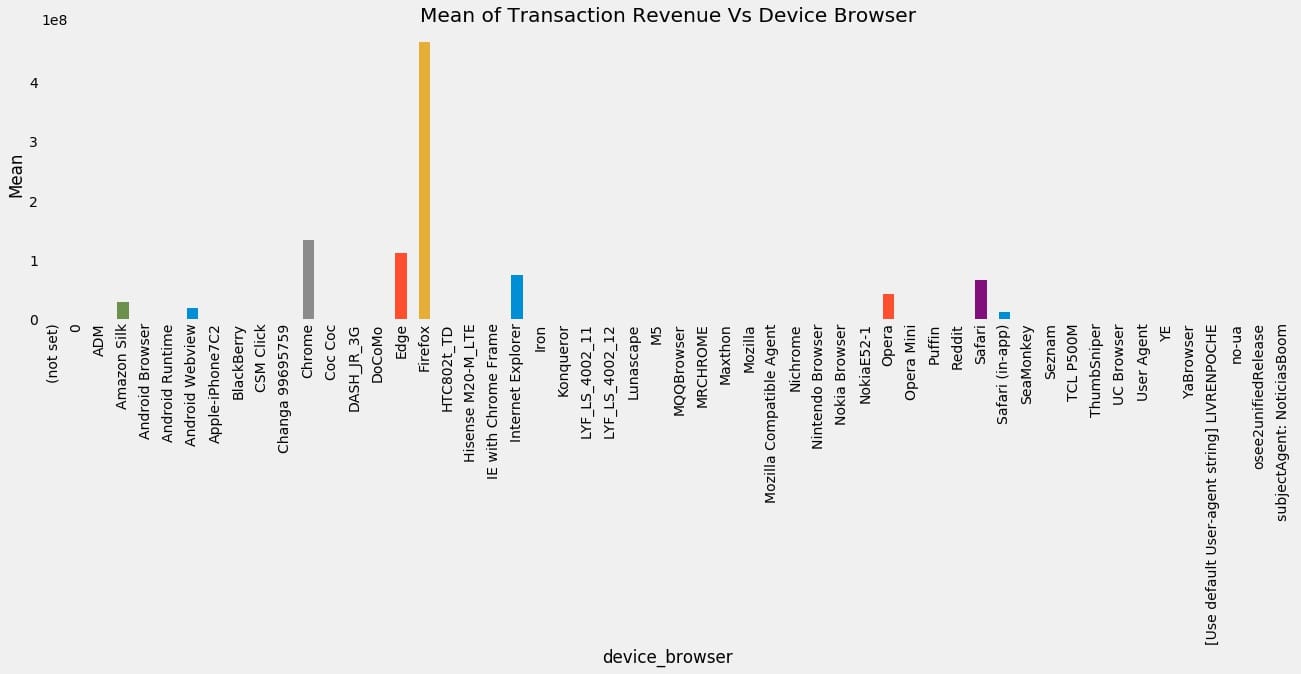 Mean of Transaction Revenue Vs Device Browser
1e8
4
3
2
1
0
Mean
(not set)
0
ADM
Amazon Silk
Android Browser
Android Runtime
Android Webview
Apple-iPhone7C2
BlackBerry
CSM Click
Changa 99695759
Chrome
Coc Coc
DASH_JR_3G
DoCoMo
Edge
Firefox
HTC802t_TD
Hisense M20-M_LTE
IE with Chrome Frame
Internet Explorer
Iron
Konqueror
LYF_LS_4002_11
LYF_LS_4002_12
Lunascape
M5
MQQBrowser
MRCHROME
Maxthon
Mozilla
Mozilla Compatible Agent
Nichrome
Nintendo Browser
Nokia Browser
NokiaE52-1
Opera
Opera Mini
Puffin
Reddit
Safari
Safari (in-app)
SeaMonkey
Seznam
TCL P500M
ThumbSniper
UC Browser
User Agent
YE
YaBrowser
[Use default User-agent string] LIVRENPOCHE
no-ua
osee2unifiedRelease
subjectAgent: NoticiasBoom
device_browser